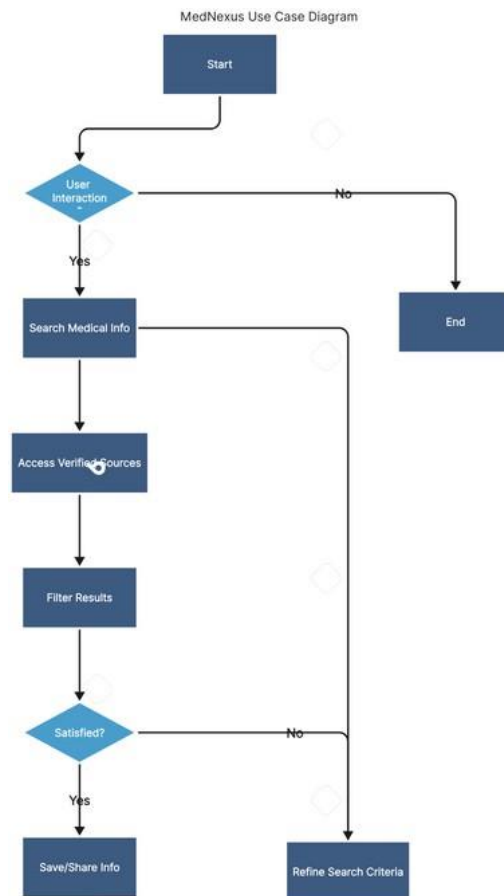 MedNexus Use Case Diagram
Start
User
Interaction
No
Yes
Search Medical Info
End
Access Verified Sources
Filter Results
Satisfied?
No
Yes
Save/Share Info
Refine Search Criteria